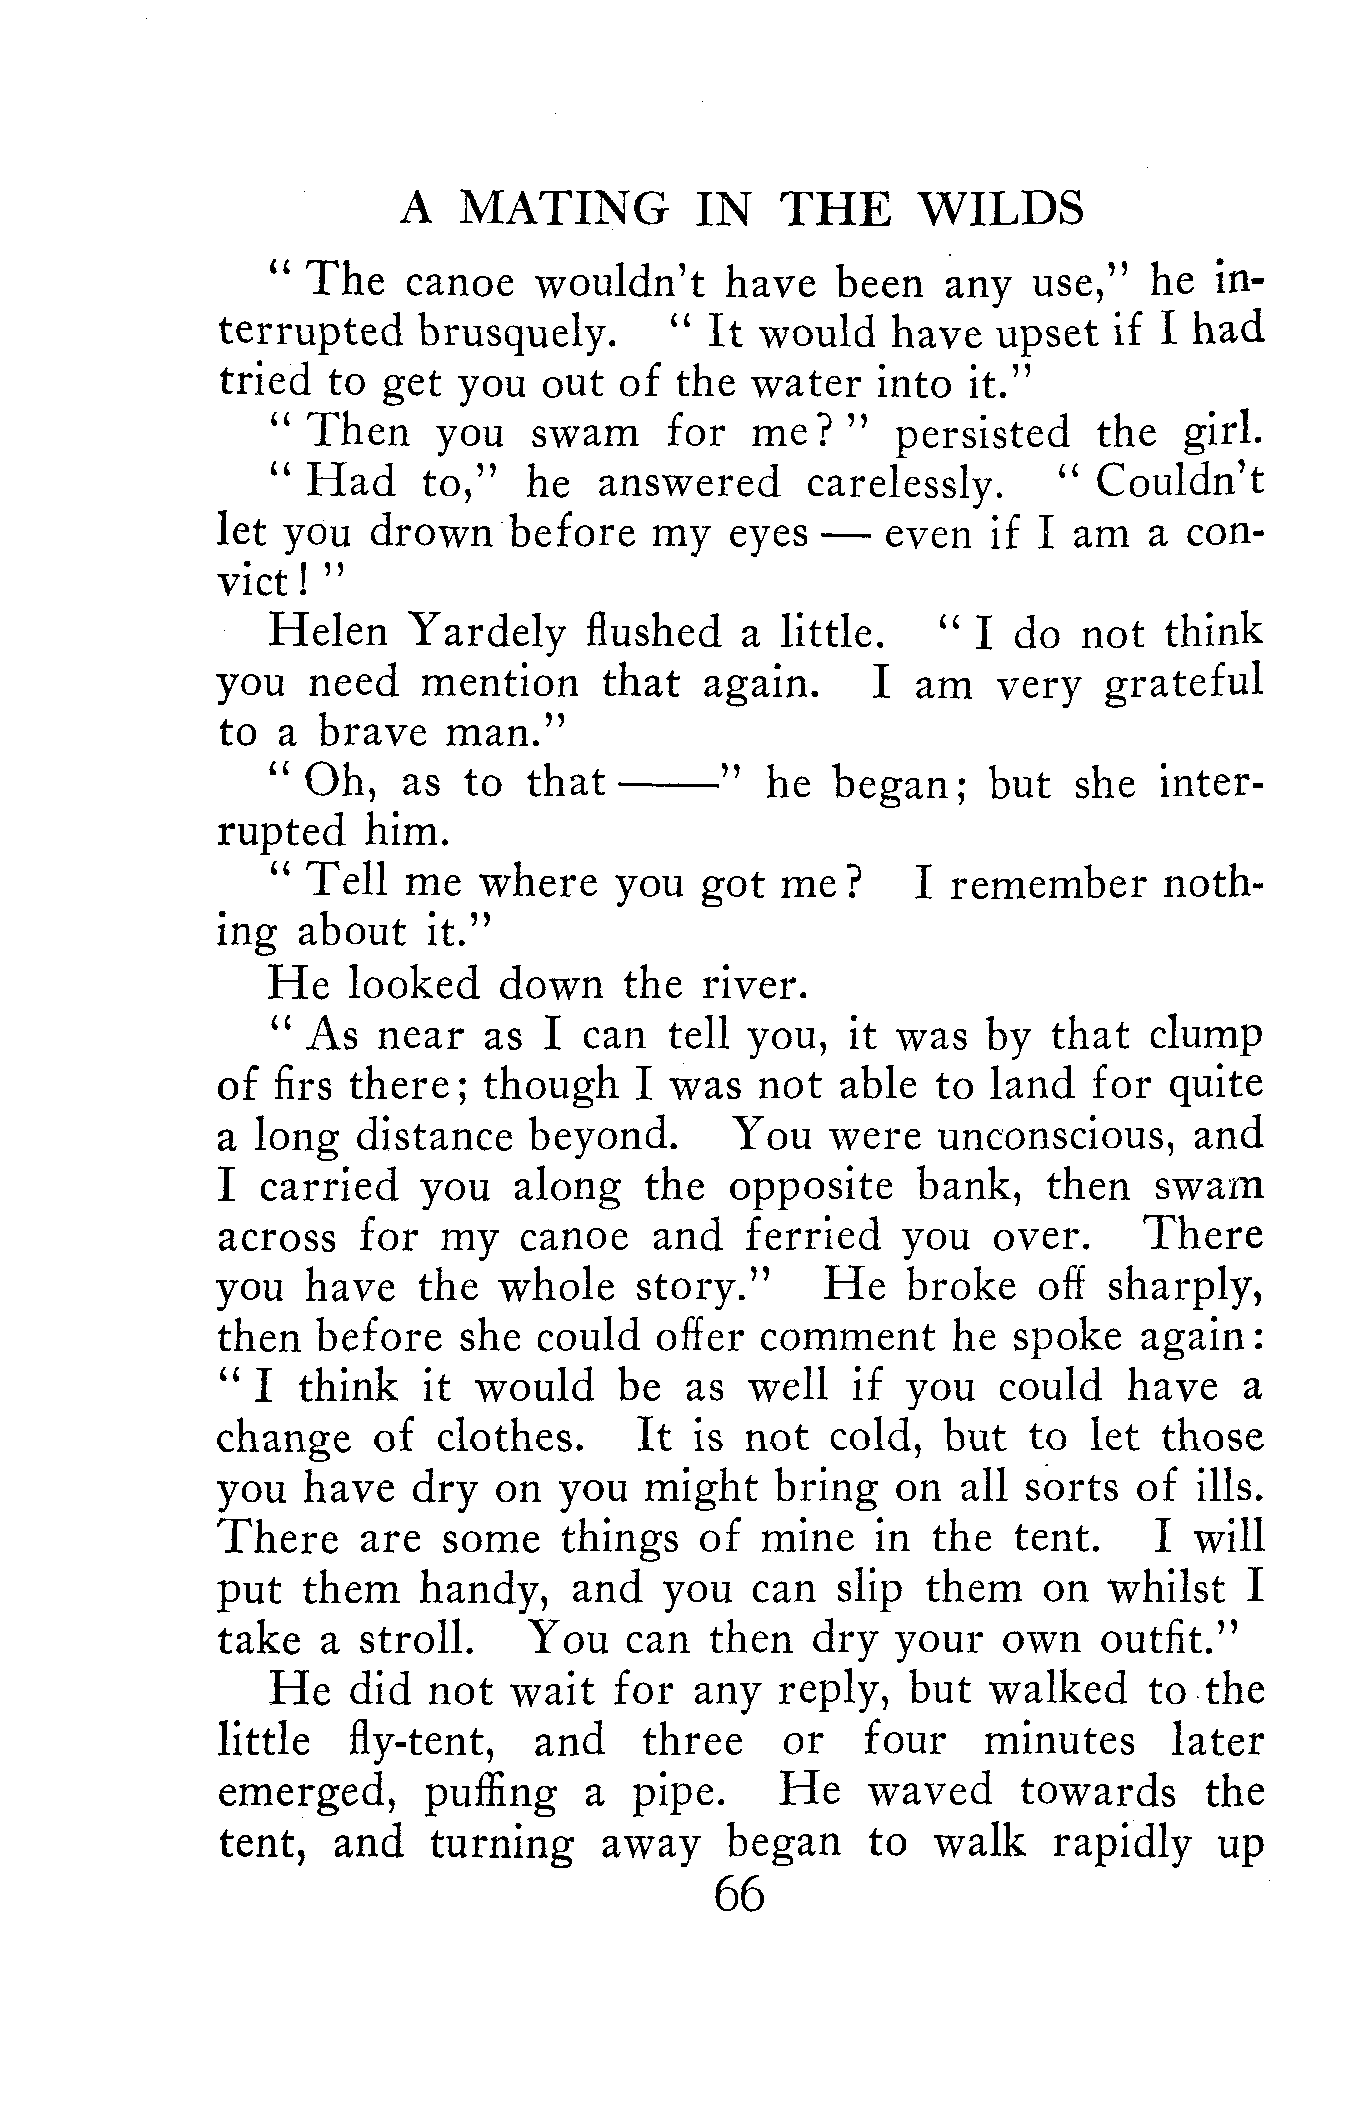 A MATING IN THE WILDS
" The canoe wouldn't have been any use," he in-
terrupted brusquely. " It would have upset if I had
tried to get you out of the water into it."
" Then you swam for me? " persisted the girl.
" Had to," he answered carelessly. " Couldn't
let you drown before my eyes — even if I am a con-
vict! "
Helen Yardely flushed a little. " I do not think
you need mention that again. I am very grateful
to a brave man."
" Oh, as to that ——" he began; but she inter-
rupted him.
" Tell me where you got me? I remember noth-
ing about it."
He looked down the river.
" As near as I can tell you, it was by that clump
of firs there; though I was not able to land for quite
a long distance beyond. You were unconscious, and
I carried you along the opposite bank, then swam
across for my canoe and ferried you over. There
you have the whole story." He broke off sharply,
then before she could offer comment he spoke again:
" I think it would be as well if you could have a
change of clothes. It is not cold, but to let those
you have dry on you might bring on all sorts of ills.
There are some things of mine in the tent. I will
put them handy, and you can slip them on whilst I
take a stroll. You can then dry your own outfit."
He did not wait for any reply, but walked to the
little fly-tent, and three or four minutes later
emerged, puffing a pipe. He waved towards the
tent, and turning away began to walk rapidly up
66